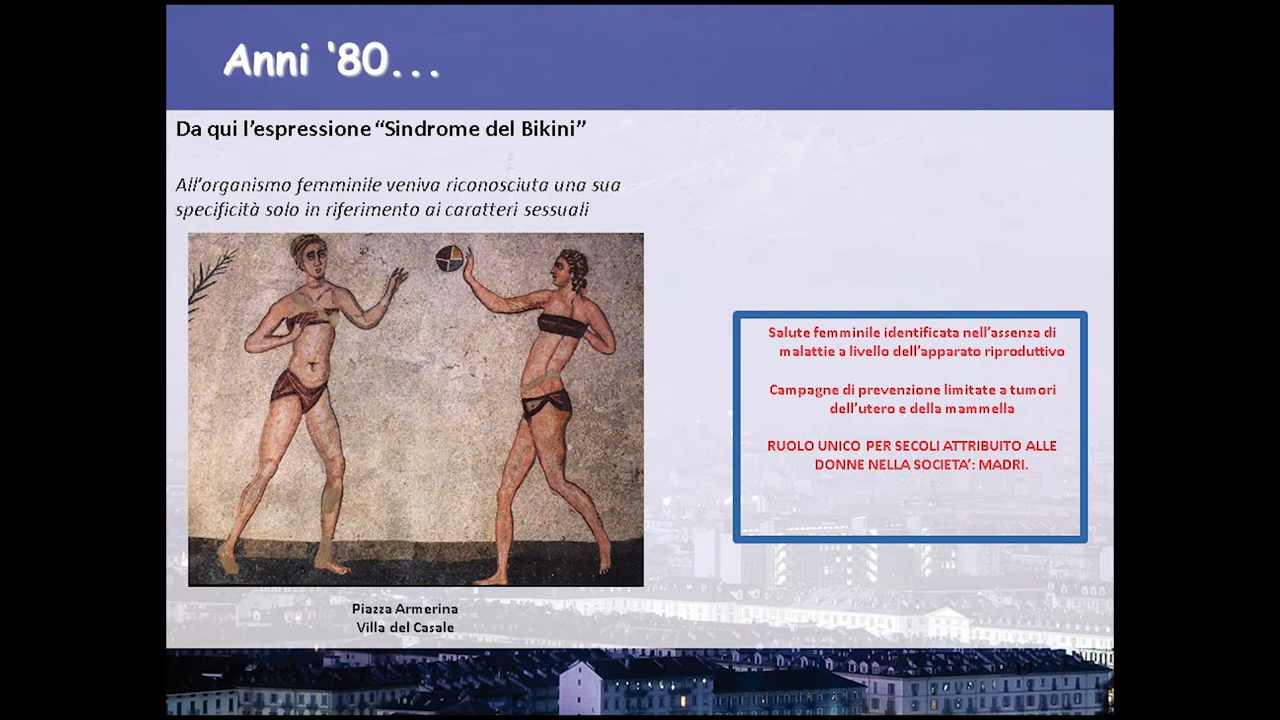 Anni ‘80...
Da qui l’espressione “Sindrome del Bikini”
All’organismo femminile veniva riconosciuta una sua
specificità solo in riferimento ai caratteri sessuali
Salute femminile identificata nell’assenza di
malattie a livello dell’apparato riproduttivo
Campagne di prevenzione limitate a tumori
dell’utero e della mammella
RUOLO UNICO PER SECOLI ATTRIBUITO ALLE
DONNE NELLA SOCIETA’: MADRI.
Piazza Armerina
Villa del Casale